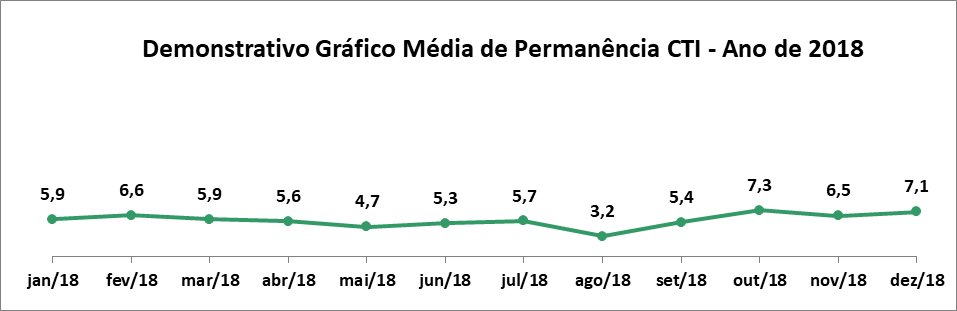 Demonstrativo Gráfico Média de Permanência CTI - Ano de 2018
5,9 6,6 5,9 5,6 4,7 5,3 5,7 3,2 5,4 7,3 6,5 7,1
jan/18 fev/18 mar/18 abr/18 mai/18 jun/18 jul/18 ago/18 set/18 out/18 nov/18 dez/18